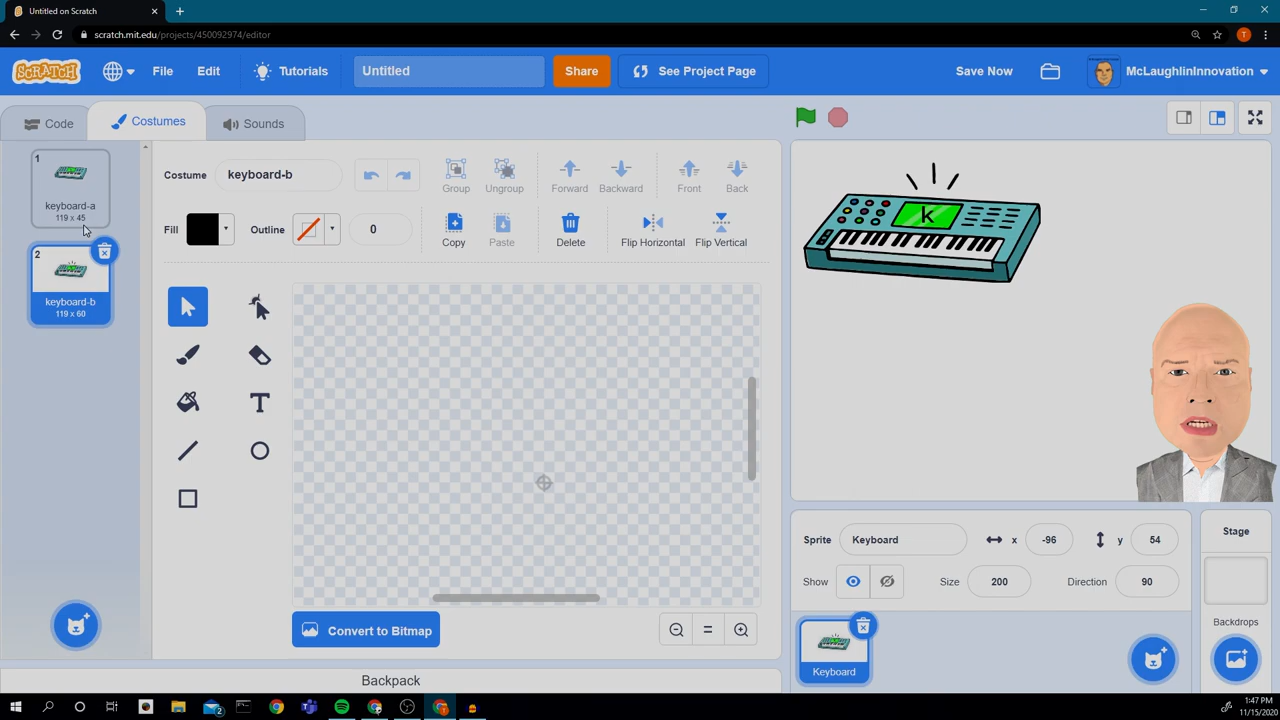 Untitled on Scratch
scratch.mit.edu/projects/450092974/editor
T
SCRATCH
File
Edit
Tutorials
Untitled
Share
See Project Page
Save Now
McLaughlinInnovation
Code
Costumes
Sounds
1
keyboard-a
119 x 45
2
keyboard-b
119 x 60
Costume
keyboard-b
Group
Ungroup
Forward
Backward
Front
Back
Fill
Outline
0
Copy
Paste
Delete
Flip Horizontal
Flip Vertical
T
Convert to Bitmap
Backpack
K
Sprite
Keyboard
x
-96
y
54
Show
Size
200
Direction
90
Keyboard
Stage
Backdrops
1:47 PM
11/15/2020